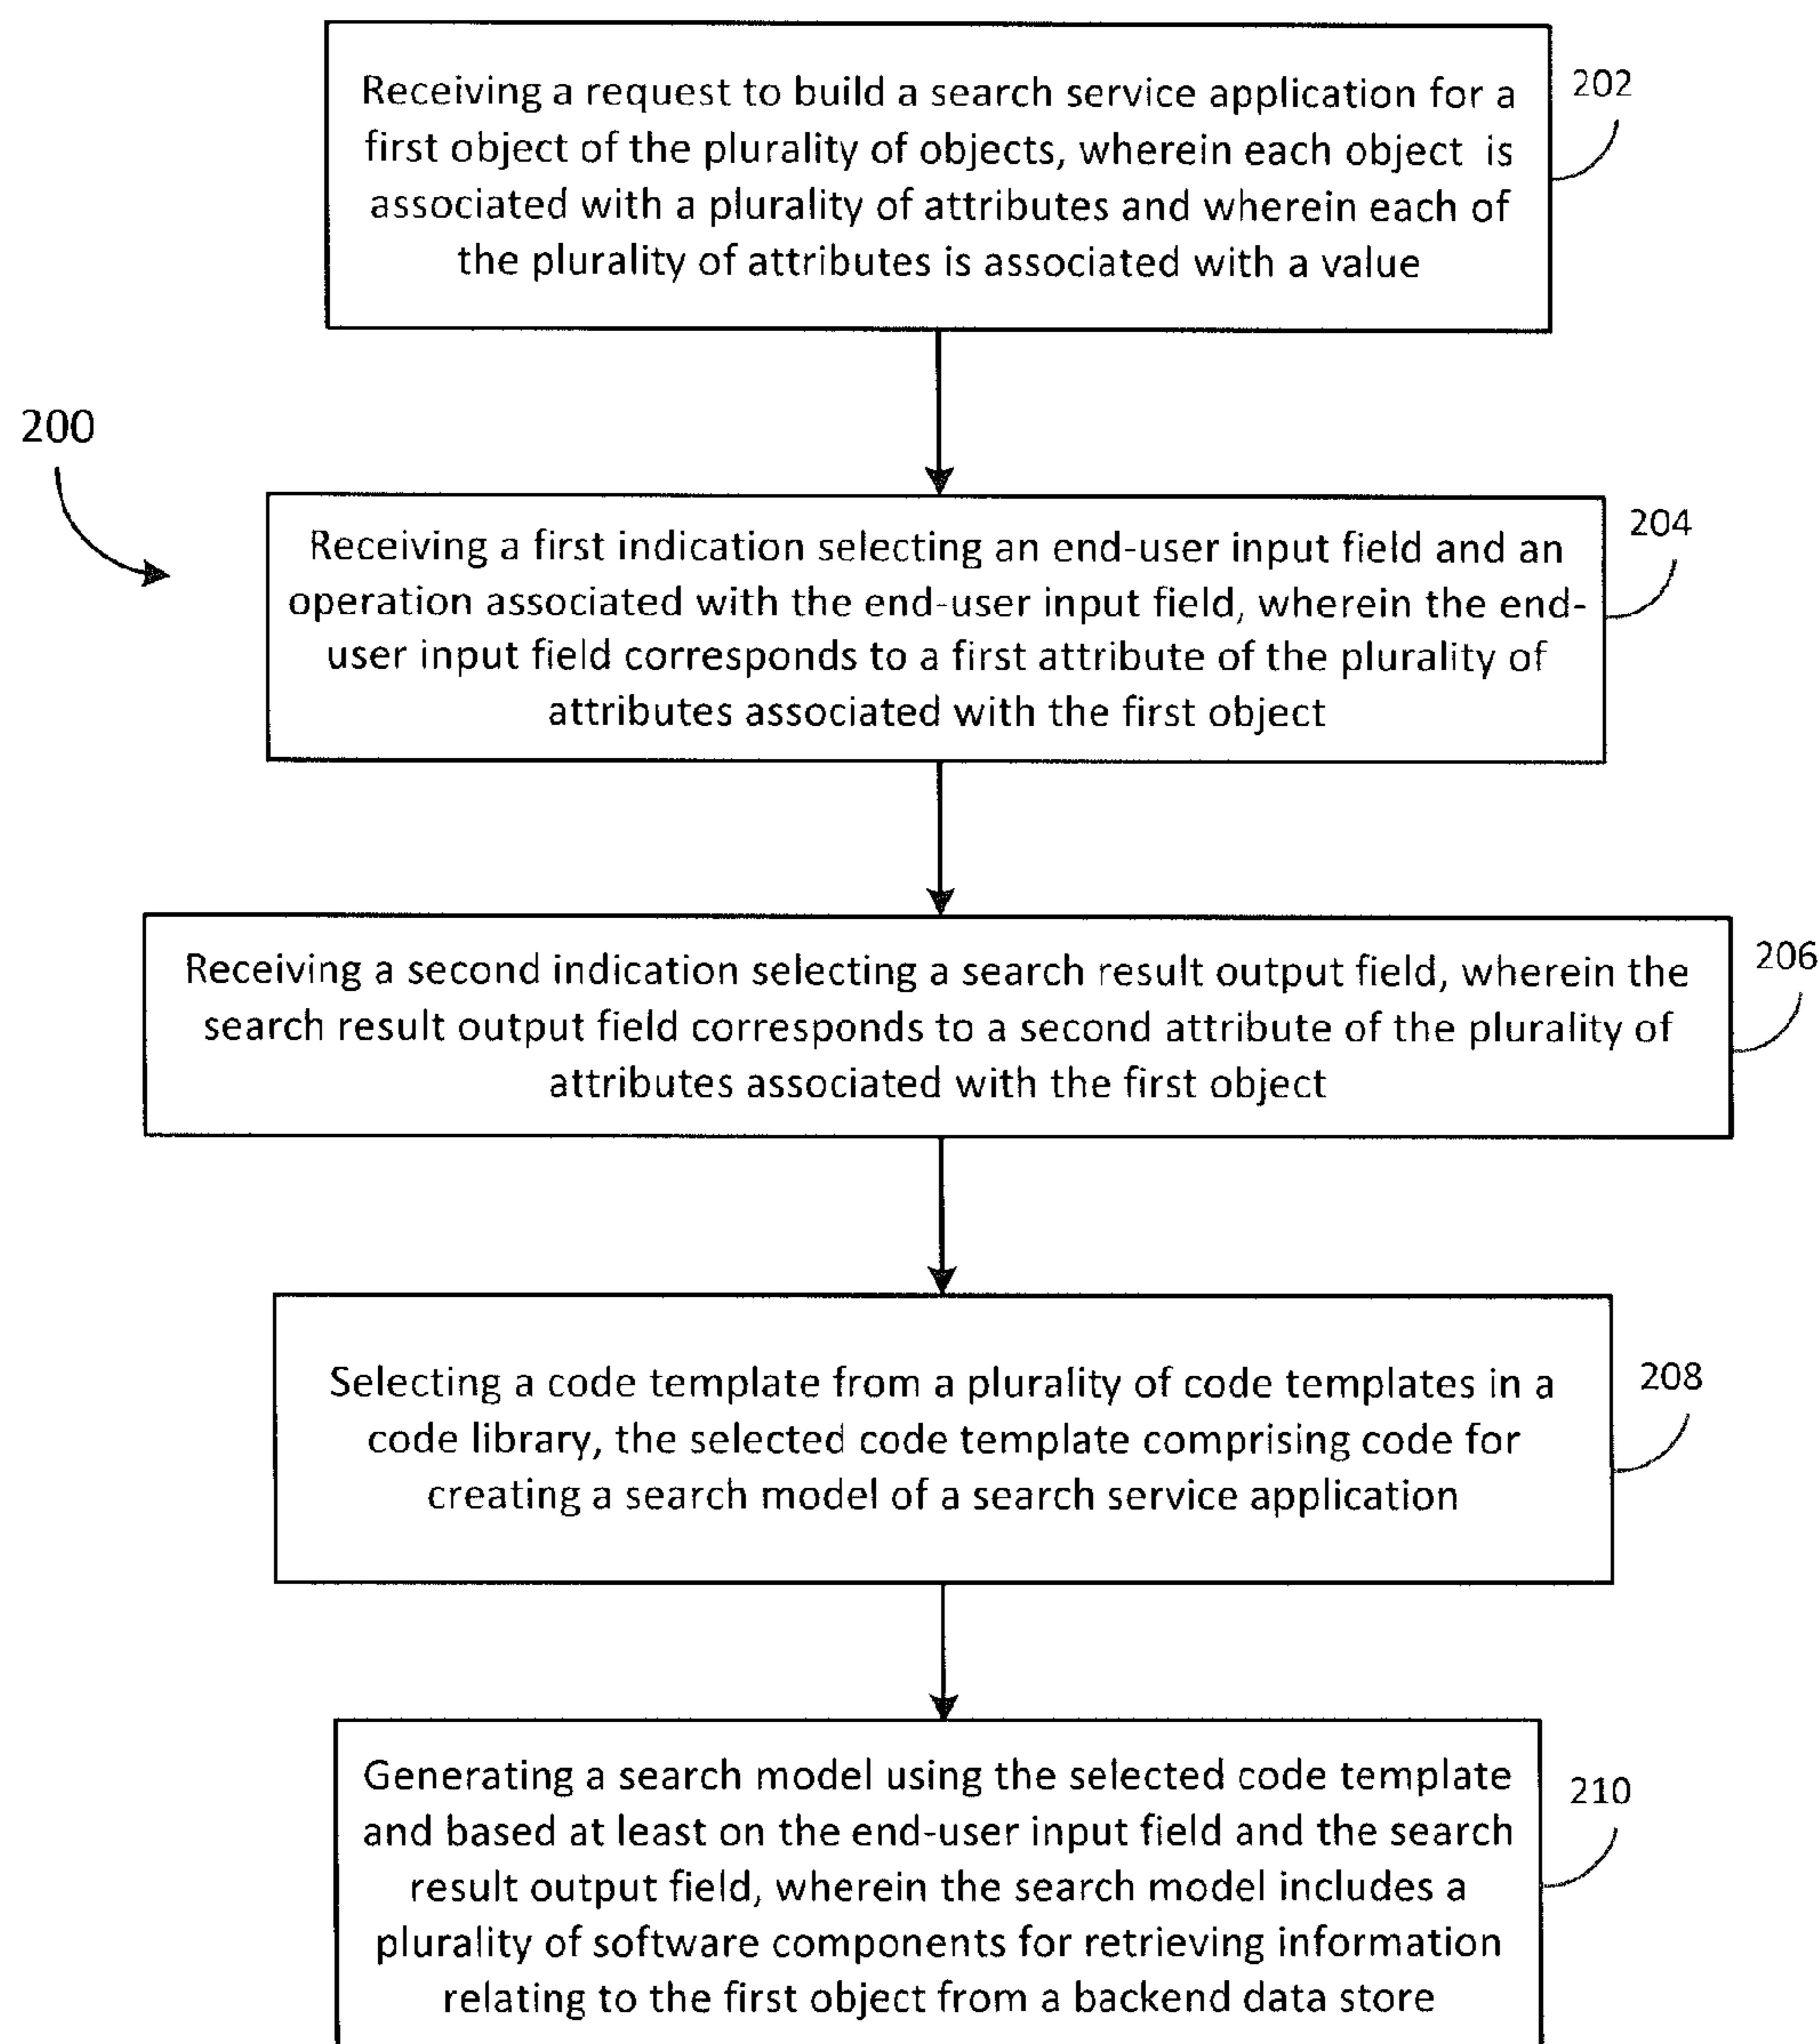 Receiving a request to build a search service application for a
first object of the plurality of objects, wherein each object is
associated with a plurality of attributes and wherein each of
the plurality of attributes is associated with a value
202
200
Receiving a first indication selecting an end-user input field and an
operation associated with the end-user input field, wherein the end-
user input field corresponds to a first attribute of the plurality of
attributes associated with the first object
204
Receiving a second indication selecting a search result output field, wherein the
search result output field corresponds to a second attribute of the plurality of
attributes associated with the first object
206
Selecting a code template from a plurality of code templates in a
code library, the selected code template comprising code for
creating a search model of a search service application
208
Generating a search model using the selected code template
and based at least on the end-user input field and the search
result output field, wherein the search model includes a
plurality of software components for retrieving information
relating to the first object from a backend data store
210